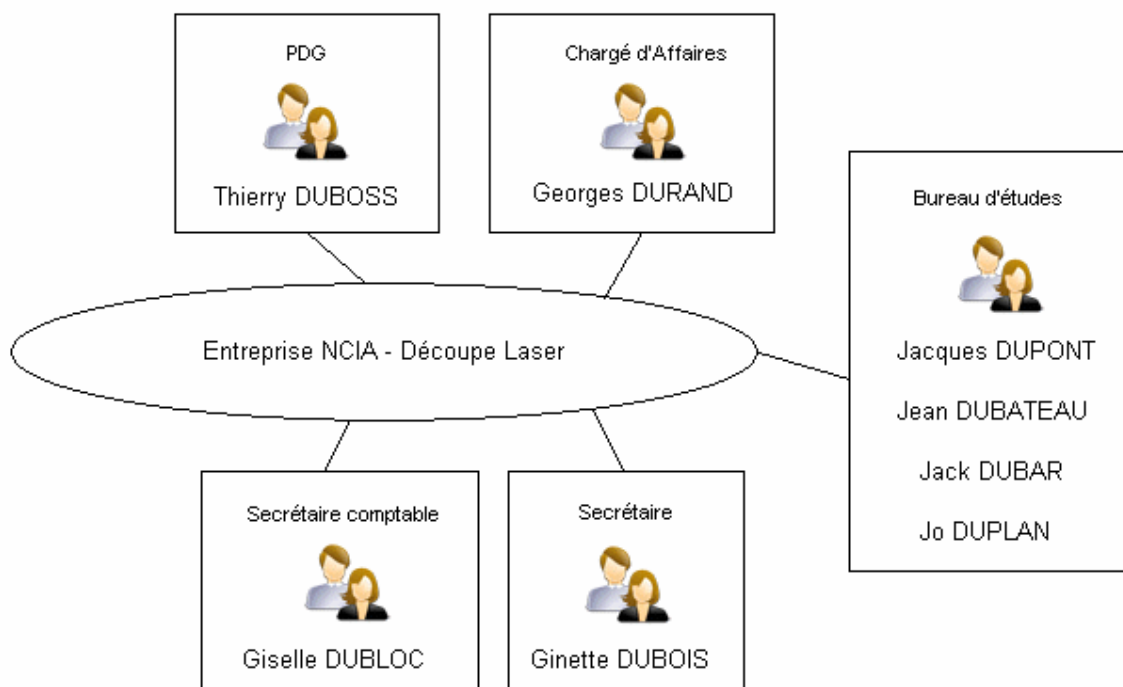 PDG
Thierry DUBOSS
Chargé d'Affaires
Georges DURAND
Bureau d'études
Jacques DUPONT
Jean DUBATEAU
Jack DUBAR
Jo DUPLAN
Entreprise NCIA - Découpe Laser
Secrétaire comptable
Giselle DUBLOC
Secrétaire
Ginette DUBOIS